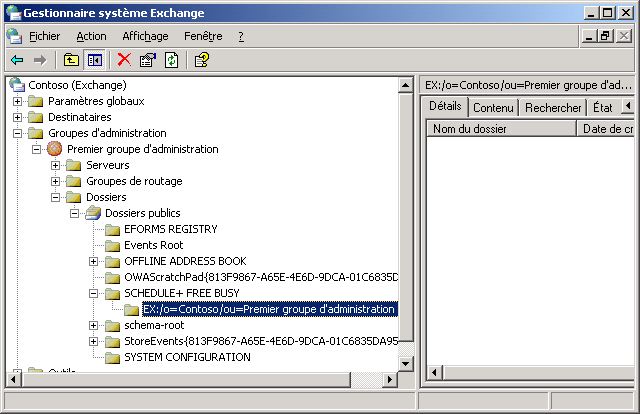 Gestionnaire système Exchange
Fichier Action Affichage Fenêtre ?
Contoso (Exchange)
Paramètres globaux
Destinataires
Groupes d'administration
Premier groupe d'administration
Serveurs
Groupes de routage
Dossiers
Dossiers publics
EFORMS REGISTRY
Events Root
OFFLINE ADDRESS BOOK
OWAScratchPad{813F9867-A65E-4E6D-9DCA-01C6835D
SCHEDULE+ FREE BUSY
EX:/o=Contoso/ou=Premier groupe d'administration
schema-root
StoreEvents{813F9867-A65E-4E6D-9DCA-01C6835DA95
SYSTEM CONFIGURATION
Outils
EX:/o=Contoso/ou=Premier groupe d'ad...
Détails Contenu Rechercher État
Nom du dossier Date de cr